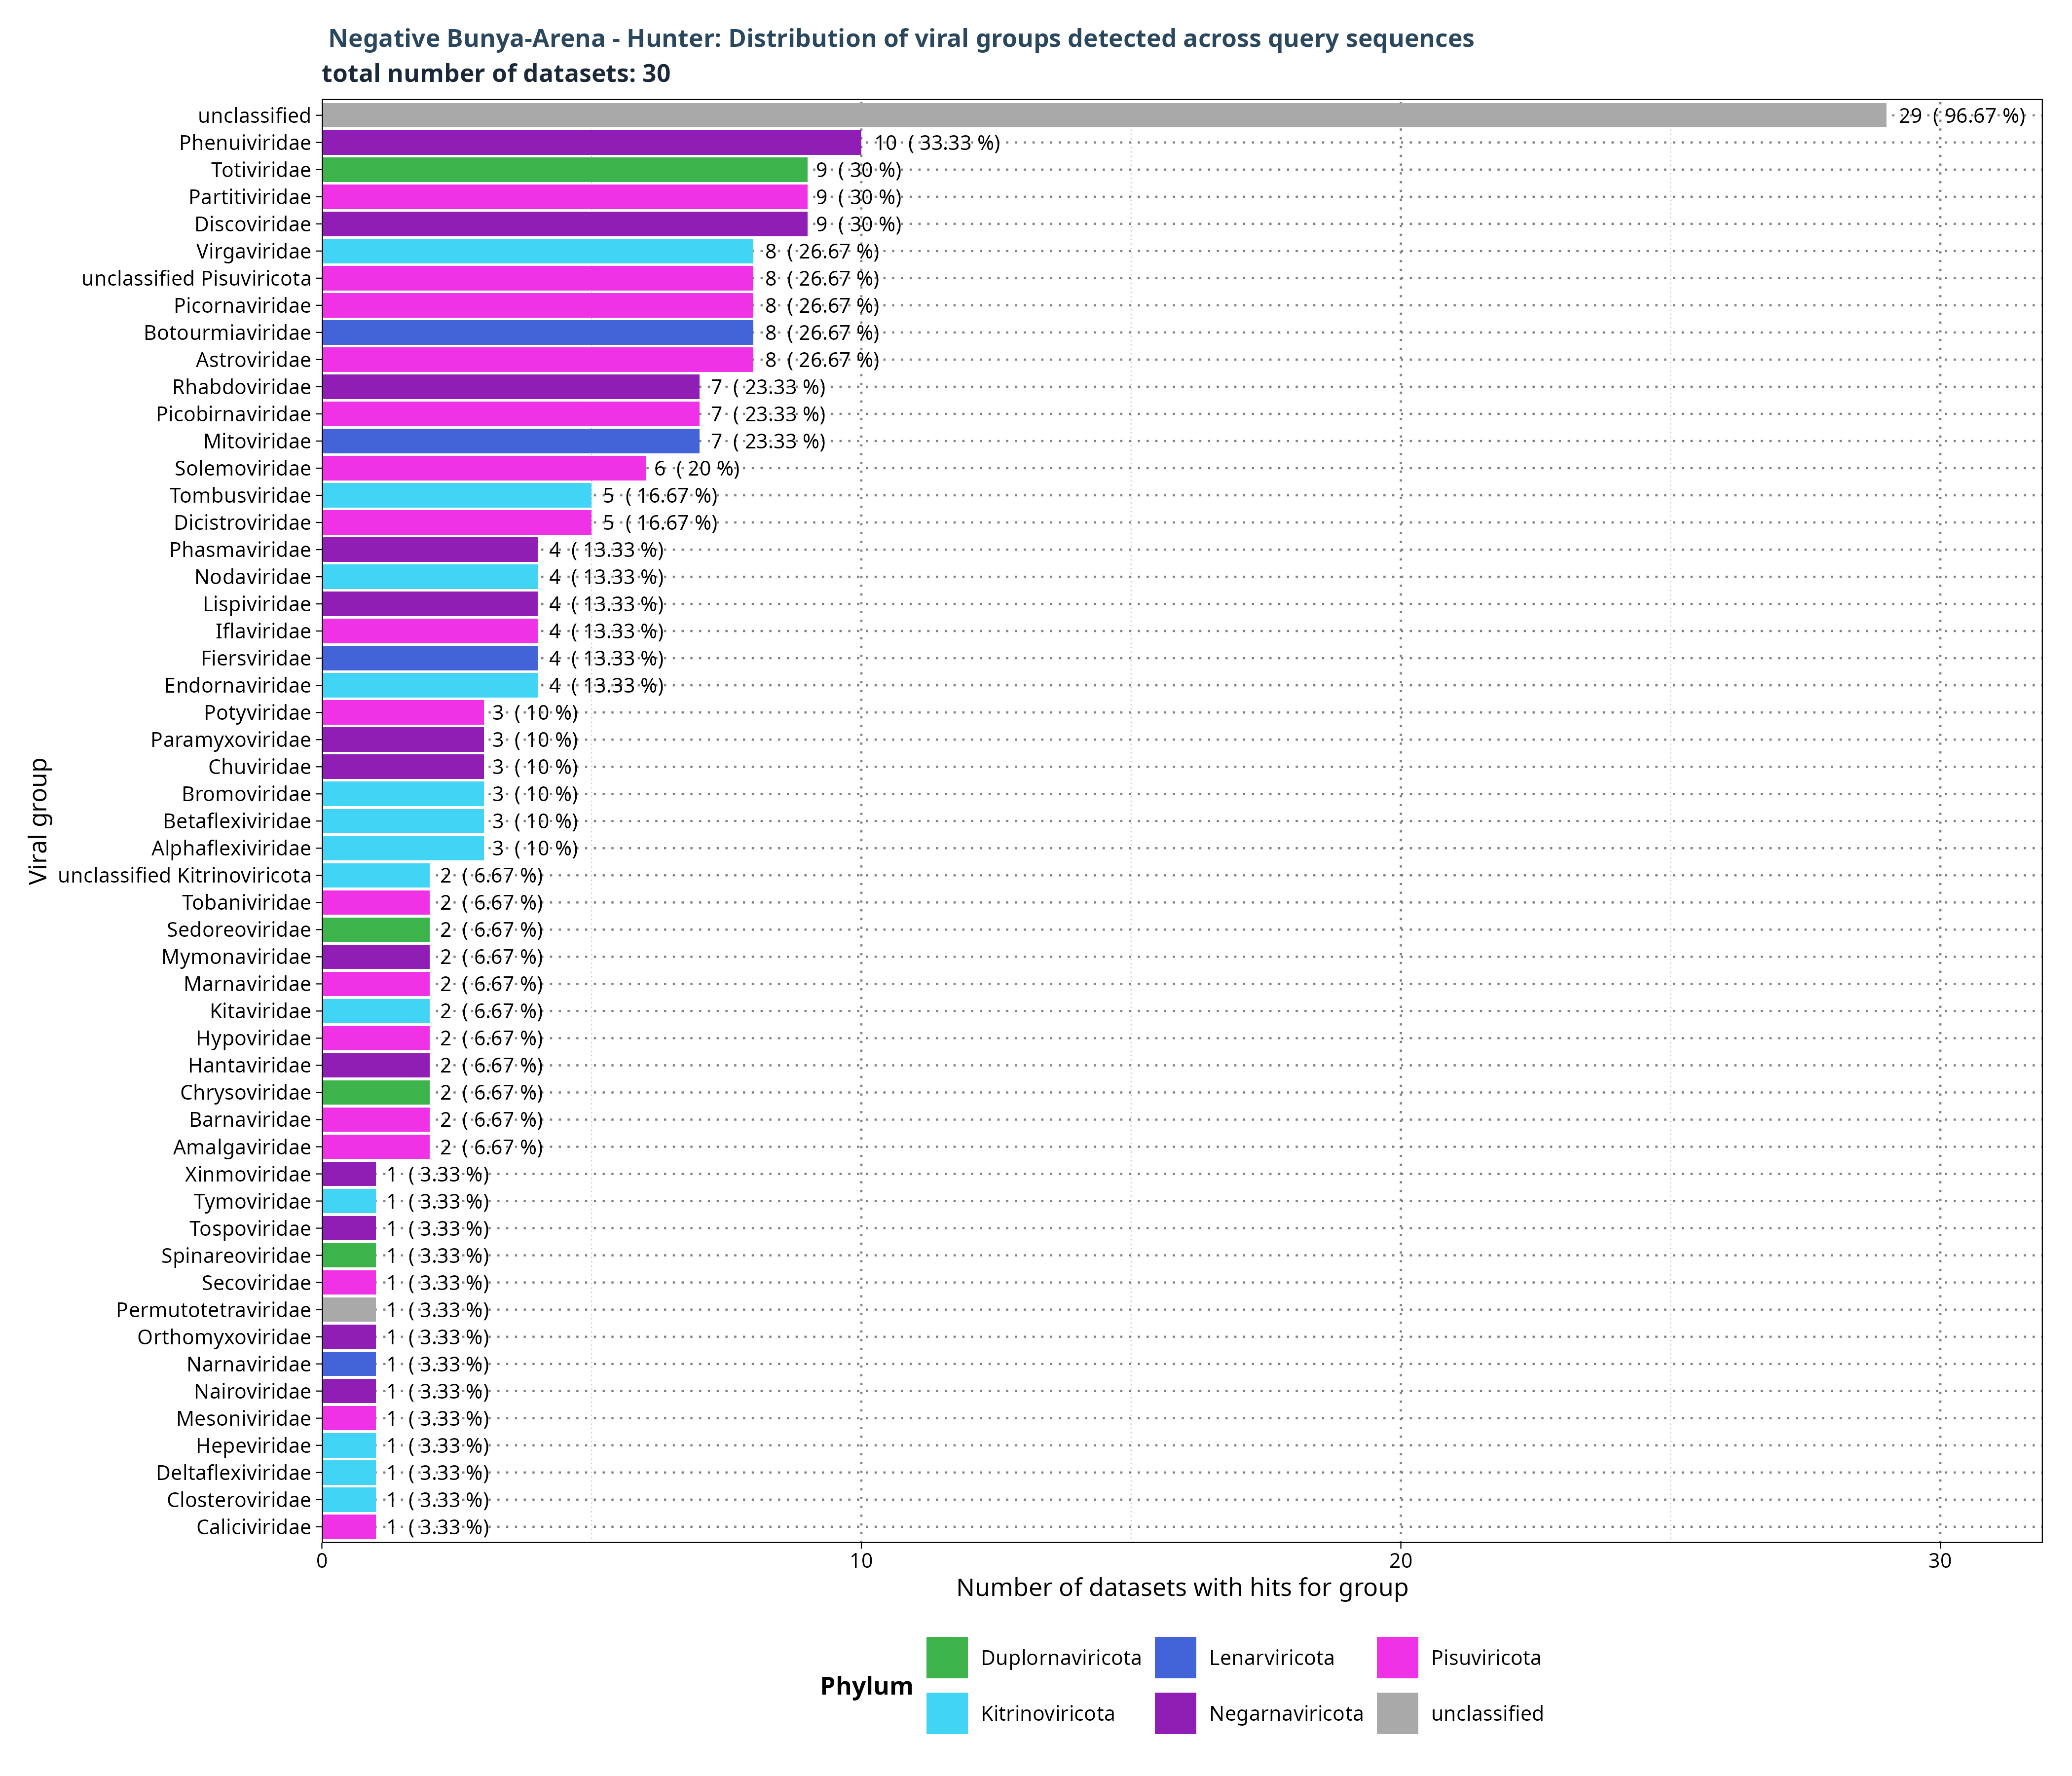 Negative Bunya-Arena - Hunter: Distribution of viral groups detected across query sequences
total number of datasets: 30
Viral group
unclassified 29 ( 96.67 %)
Phenuiviridae 10 ( 33.33 %)
Totiviridae 9 ( 30 %)
Partitiviridae 9 ( 30 %)
Discoviridae 9 ( 30 %)
Virgaviridae 8 ( 26.67 %)
unclassified Pisuviricota 8 ( 26.67 %)
Picornaviridae 8 ( 26.67 %)
Botourmiaviridae 8 ( 26.67 %)
Astroviridae 8 ( 26.67 %)
Rhabdoviridae 7 ( 23.33 %)
Picobirnaviridae 7 ( 23.33 %)
Mitoviridae 7 ( 23.33 %)
Solemoviridae 6 ( 20 %)
Tombusviridae 5 ( 16.67 %)
Dicistroviridae 5 ( 16.67 %)
Phasmaviridae 4 ( 13.33 %)
Nodaviridae 4 ( 13.33 %)
Lispiviridae 4 ( 13.33 %)
Iflaviridae 4 ( 13.33 %)
Fiersviridae 4 ( 13.33 %)
Endornaviridae 4 ( 13.33 %)
Potyviridae 3 ( 10 %)
Paramyxoviridae 3 ( 10 %)
Chuviridae 3 ( 10 %)
Bromoviridae 3 ( 10 %)
Betaflexiviridae 3 ( 10 %)
Alphaflexiviridae 3 ( 10 %)
unclassified Kitrinoviricota 2 ( 6.67 %)
Tobaniviridae 2 ( 6.67 %)
Sedoreoviridae 2 ( 6.67 %)
Mymonaviridae 2 ( 6.67 %)
Marnaviridae 2 ( 6.67 %)
Kitaviridae 2 ( 6.67 %)
Hypoviridae 2 ( 6.67 %)
Hantaviridae 2 ( 6.67 %)
Chrysoviridae 2 ( 6.67 %)
Barnaviridae 2 ( 6.67 %)
Amalgaviridae 2 ( 6.67 %)
Xinmoviridae 1 ( 3.33 %)
Tymoviridae 1 ( 3.33 %)
Tospoviridae 1 ( 3.33 %)
Spinareoviridae 1 ( 3.33 %)
Secoviridae 1 ( 3.33 %)
Permutotetraviridae 1 ( 3.33 %)
Orthomyxoviridae 1 ( 3.33 %)
Narnaviridae 1 ( 3.33 %)
Nairoviridae 1 ( 3.33 %)
Mesoniviridae 1 ( 3.33 %)
Hepeviridae 1 ( 3.33 %)
Deltaflexiviridae 1 ( 3.33 %)
Closteroviridae 1 ( 3.33 %)
Caliciviridae 1 ( 3.33 %)
0 10 20 30
Number of datasets with hits for group
Phylum
Duplornaviricota Lenarviricota Pisuviricota
Kitrinoviricota Negarnaviricota unclassified